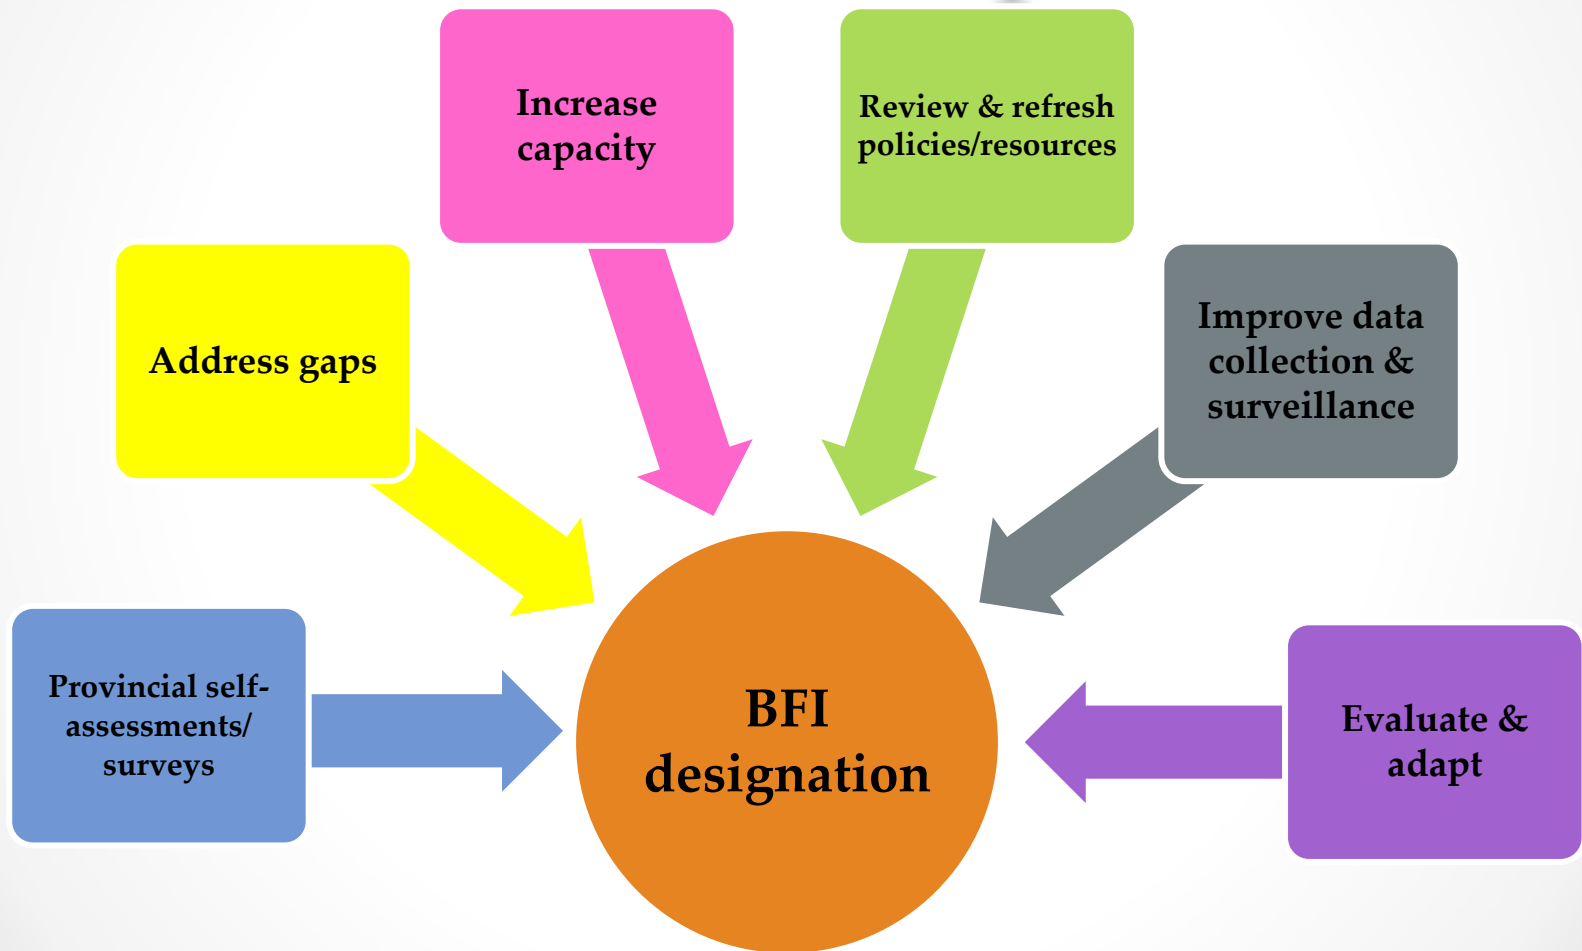 Increase
capacity
Review & refresh
policies/resources
Address gaps
Improve data
collection &
surveillance
Provincial self-
assessments/
surveys
BFI
designation
Evaluate &
adapt